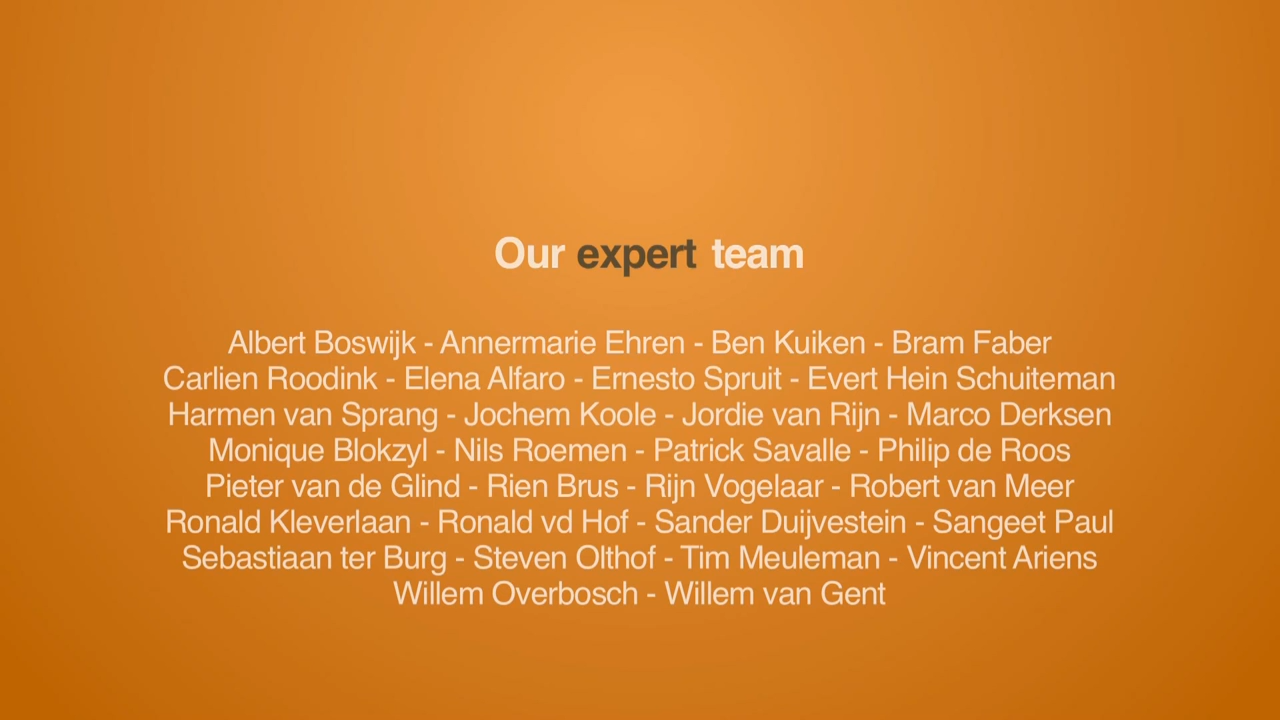 Our expert team
Albert Boswijk - Annermarie Ehren - Ben Kuiken - Bram Faber
Carlien Roodink - Elena Alfaro - Ernesto Spruit - Evert Hein Schuiteman
Harmen van Sprang - Jochem Koole - Jordie van Rijn - Marco Derksen
Monique Blokzyl - Nils Roemen - Patrick Savalle - Philip de Roos
Pieter van de Glind - Rien Brus - Rijn Vogelaar - Robert van Meer
Ronald Kleverlaan - Ronald vd Hof - Sander Duijvestein - Sangeet Paul
Sebastiaan ter Burg - Steven Olthof - Tim Meuleman - Vincent Ariens
Willem Overbosch - Willem van Gent